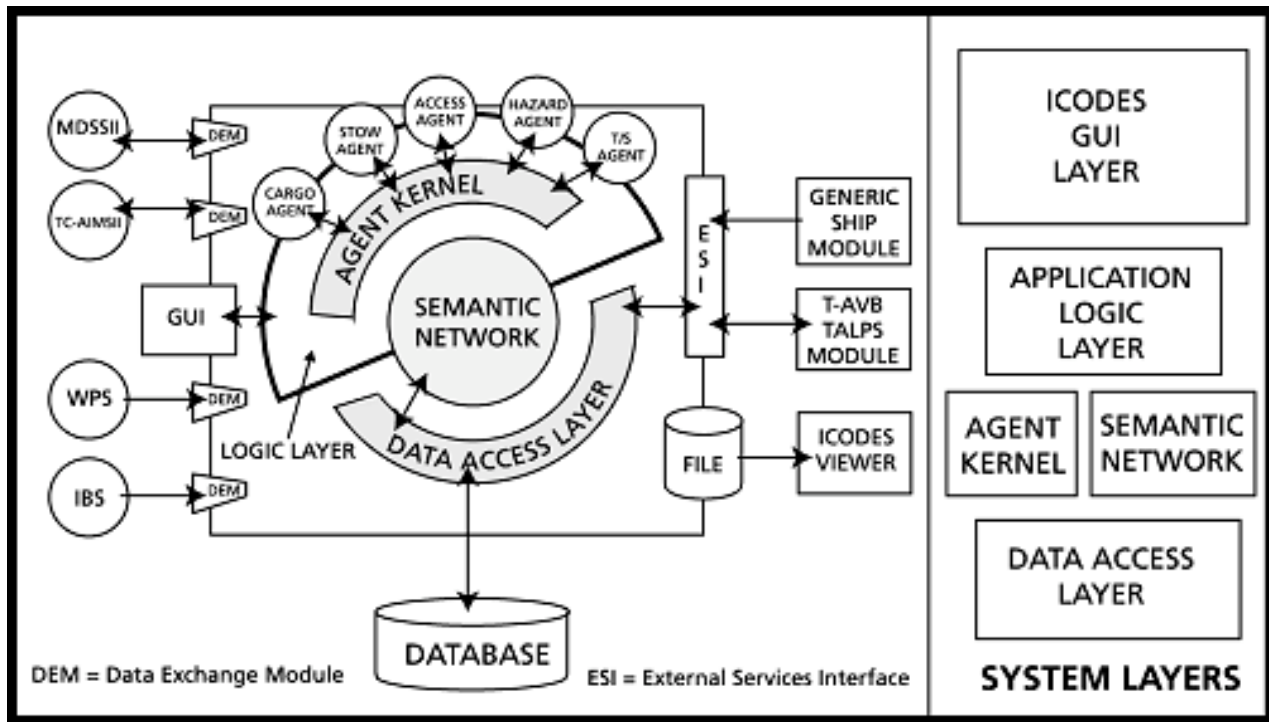 MDSSII
DEM
TC-AIMSII
DEM
GUI
WPS
DEM
IBS
DEM
CARGO
AGENT
STOW
AGENT
ACCESS
AGENT
HAZARD
AGENT
T/S
AGENT
AGENT KERNEL
SEMANTIC
NETWORK
LOGIC LAYER
DATA ACCESS LAYER
ESI
GENERIC
SHIP
MODULE
T-AVB
TALPS
MODULE
FILE
ICODES
VIEWER
DATABASE
DEM = Data Exchange Module
ESI = External Services Interface
ICODES
GUI
LAYER
APPLICATION
LOGIC
LAYER
AGENT
KERNEL
SEMANTIC
NETWORK
DATA ACCESS
LAYER
SYSTEM LAYERS